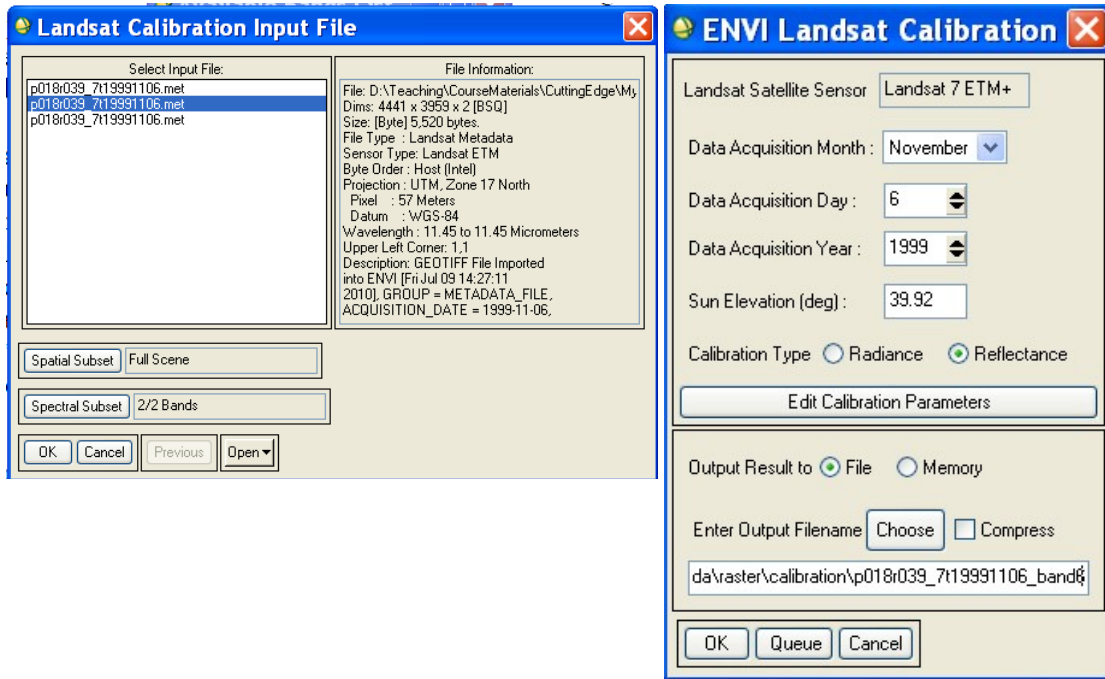 Landsat Calibration Input File
Select Input File:
p018r039_7t19991106.met
p018r039_7t19991106.met
p018r039_7t19991106.met
File Information:
File: D:\Teaching\CourseMaterials\CuttingEdge\My
Dims: 4441 x 3959 x 2 [BSQ]
Size: [Byte] 5,520 bytes.
File Type : Landsat Metadata
Sensor Type: Landsat ETM
Byte Order : Host (Intel)
Projection : UTM, Zone 17 North
Pixel : 57 Meters
Datum : WGS-84
Wavelength : 11.45 to 11.45 Micrometers
Upper Left Corner: 1,1
Description: GEOTIFF File Imported
into ENVI [Fri Jul 09 14:27:11
2010], GROUP = METADATA_FILE,
ACQUISITION_DATE = 1999-11-06,
Spatial Subset Full Scene
Spectral Subset 2/2 Bands
OK Cancel Previous Open
ENVI Landsat Calibration
Landsat Satellite Sensor Landsat 7 ETM+
Data Acquisition Month : November
Data Acquisition Day : 6
Data Acquisition Year : 1999
Sun Elevation (deg) : 39.92
Calibration Type Radiance Reflectance
Edit Calibration Parameters
Output Result to File Memory
Enter Output Filename Choose Compress
da\raster\calibration\p018r039_7t19991106_band6
OK Queue Cancel